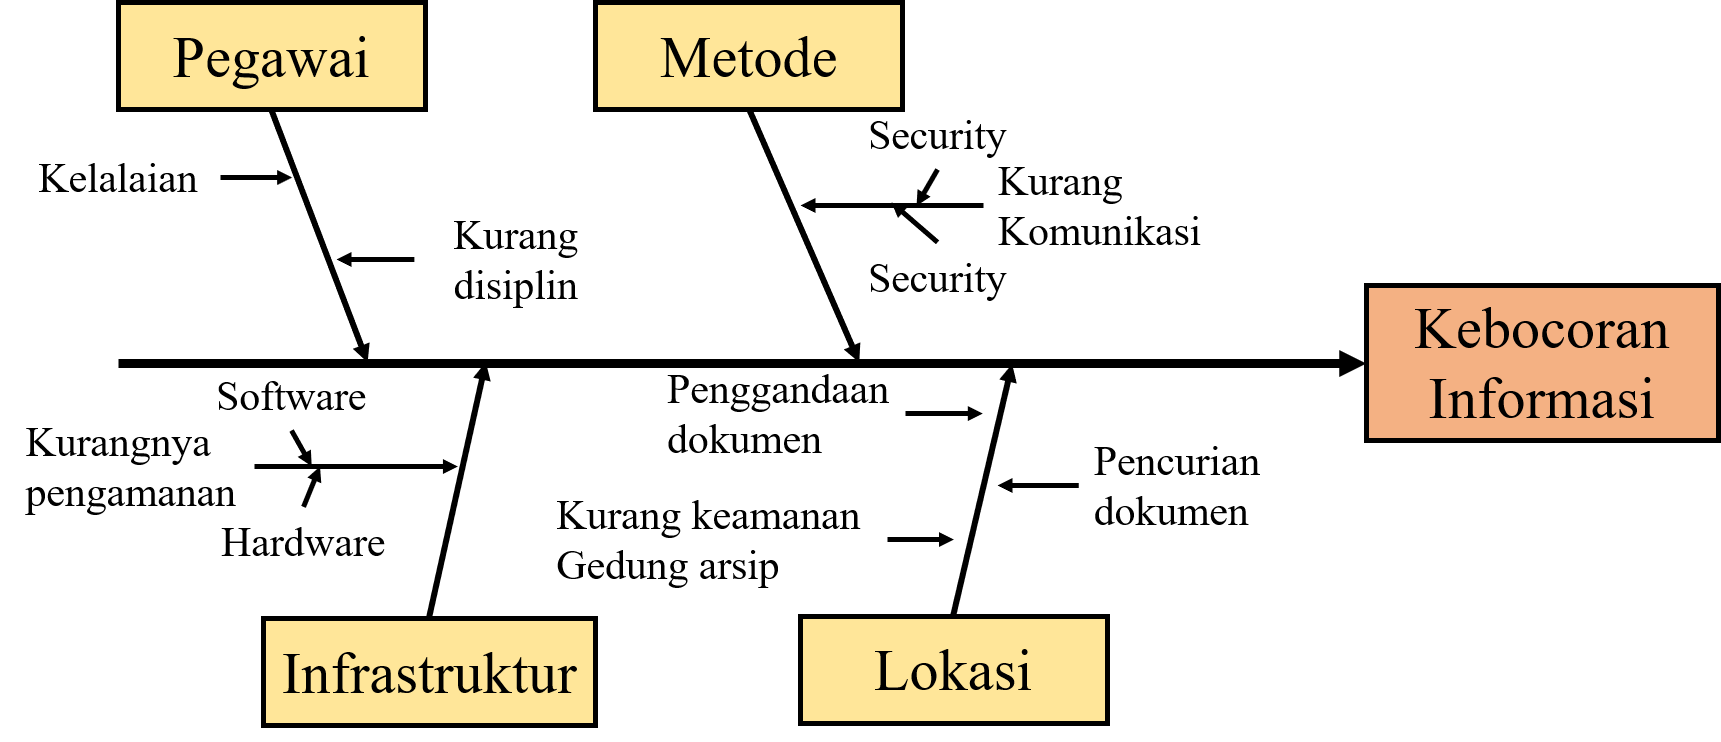 Pegawai
Metode
Kelalaian
Kurang
disiplin
Security
Kurang
Komunikasi
Security
Kebocoran
Informasi
Software
Kurangnya
pengamanan
Hardware
Penggandaan
dokumen
Pencurian
dokumen
Kurang keamanan
Gedung arsip
Infrastruktur
Lokasi